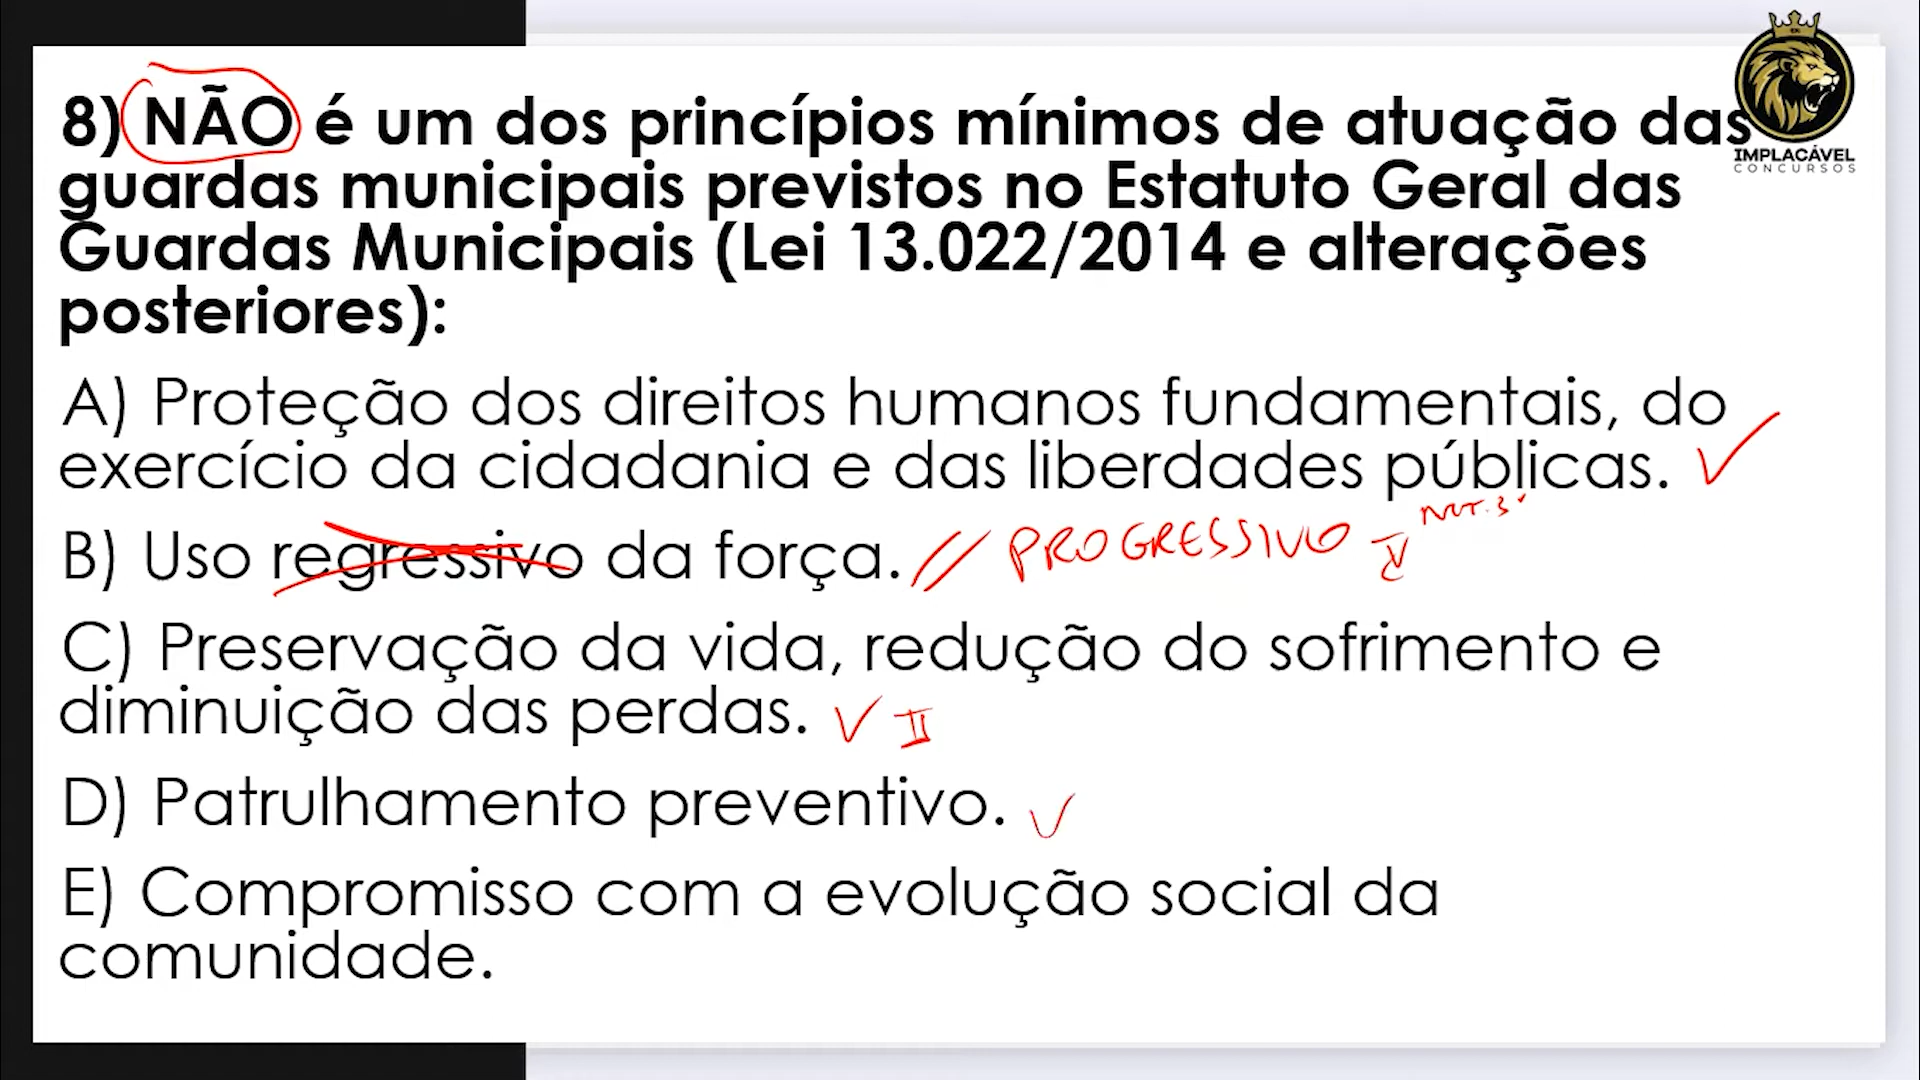 8) NÃO é um dos princípios mínimos de atuação das
guardas municipais previstos no Estatuto Geral das
Guardas Municipais (Lei 13.022/2014 e alterações
posteriores):
A) Proteção dos direitos humanos fundamentais, do
exercício da cidadania e das liberdades públicas.
B) Uso regressivo da força. // PROGRESSIVO
C) Preservação da vida, redução do sofrimento e
diminuição das perdas. II
D) Patrulhamento preventivo.
E) Compromisso com a evolução social da
comunidade.
IMPLACÁVEL
CONCURSOS